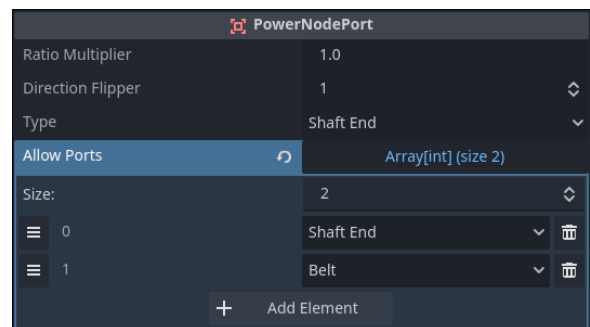 PowerNodePort
Ratio Multiplier 1.0
Direction Flipper 1
Type Shaft End
Allow Ports Array[int] (size 2)
Size: 2
0 Shaft End
1 Belt
+ Add Element